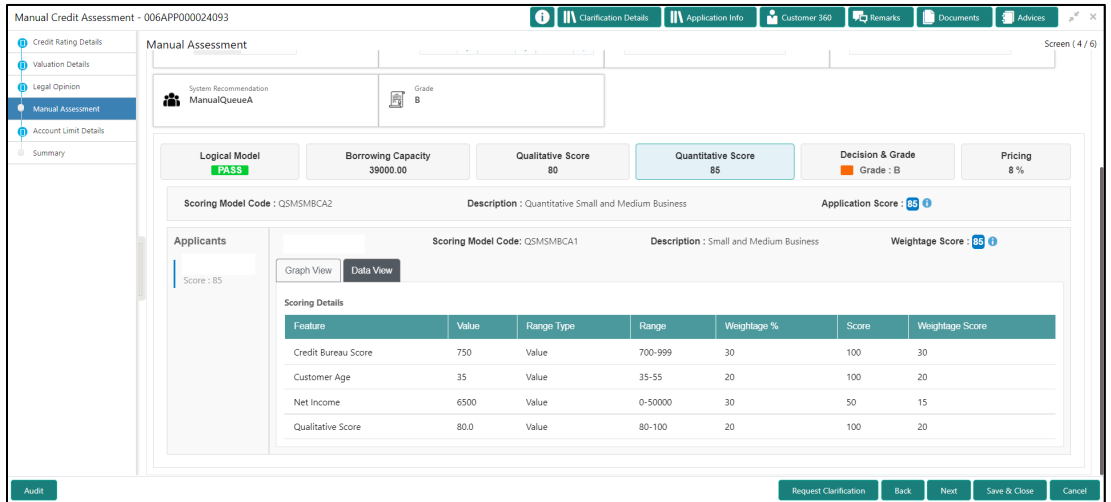 Manual Credit Assessment - 006APP000024093
Clarification Details
Application Info
Customer 360
Remarks
Documents
Advices
Credit Rating Details
Valuation Details
Legal Opinion
Manual Assessment
Account Limit Details
Summary
Manual Assessment
Screen ( 4 / 6)
System Recommendation
ManualQueueA
Grade
B
Logical Model
PASS
Borrowing Capacity
39000.00
Qualitative Score
80
Quantitative Score
85
Decision & Grade
Grade : B
Pricing
8 %
Scoring Model Code : QSMSMBCA2
Description : Quantitative Small and Medium Business
Application Score : 85
Applicants
Score : 85
Scoring Model Code: QSMSMBCA1
Description : Small and Medium Business
Weightage Score : 85
Graph View
Data View
Scoring Details
Feature Value Range Type Range Weightage % Score Weightage Score
Credit Bureau Score 750 Value 700-999 30 100 30
Customer Age 35 Value 35-55 20 100 20
Net Income 6500 Value 0-50000 30 50 15
Qualitative Score 80.0 Value 80-100 20 100 20
Audit
Request Clarification
Back
Next
Save & Close
Cancel